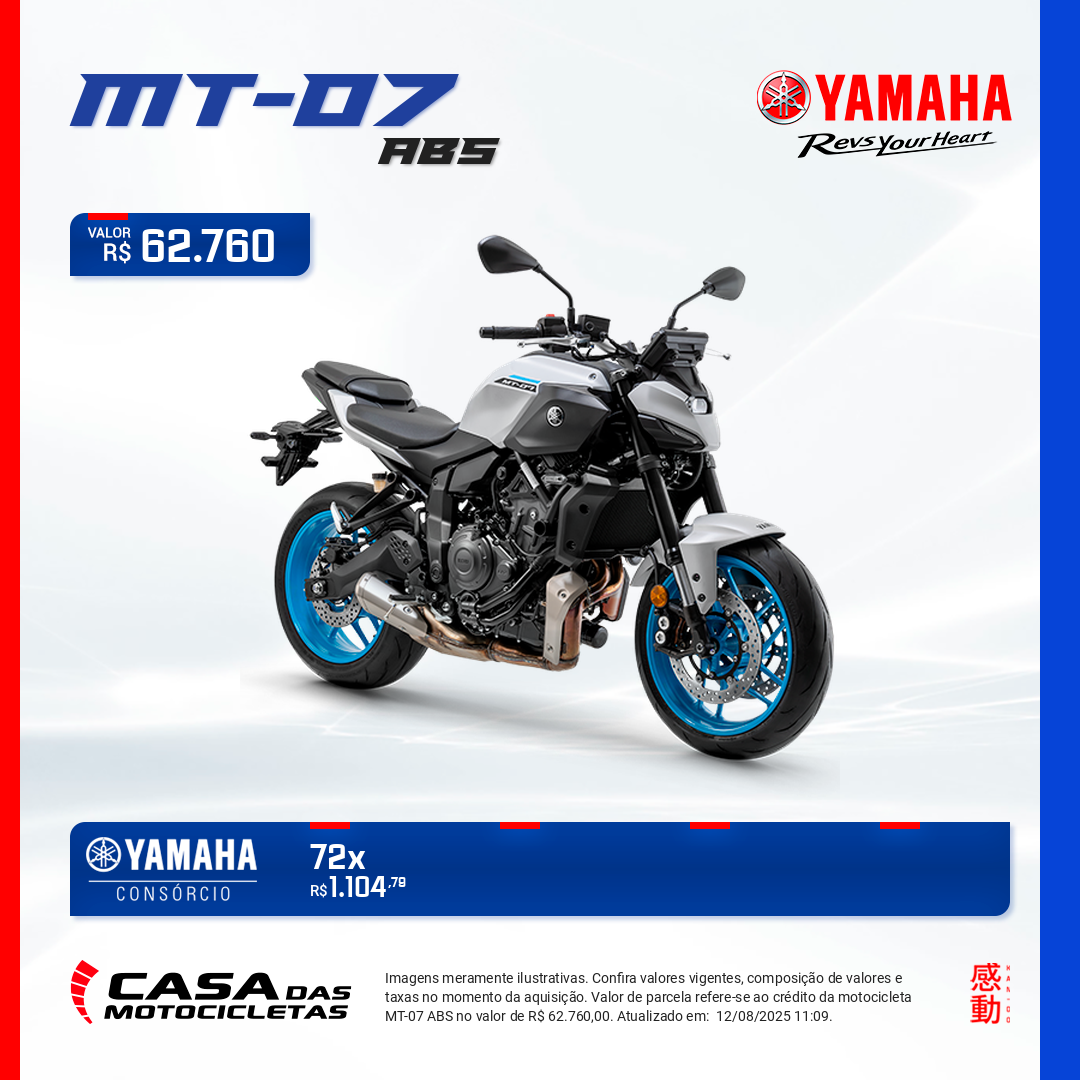 MT-07
ABS
YAMAHA
Revs Your Heart
VALOR
R$ 62.760
MT-07
YAMAHA
YAMAHA
CONSÓRCIO
72x
R$ 1.104,79
CASA DAS
MOTOCICLETAS
Imagens meramente ilustrativas. Confira valores vigentes, composição de valores e
taxas no momento da aquisição. Valor de parcela refere-se ao crédito da motocicleta
MT-07 ABS no valor de R$ 62.760,00. Atualizado em: 12/08/2025 11:09.
感動